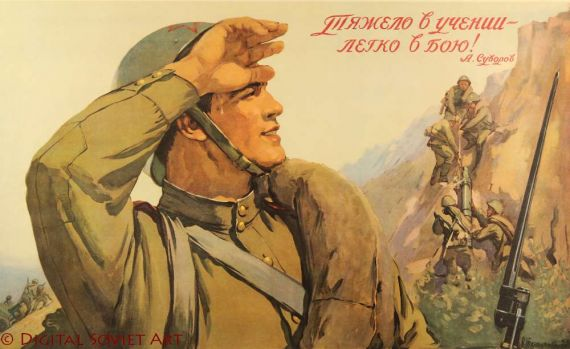 Тяжело в учении–
легко в бою!
А. Суворов
© Digital Soviet Art